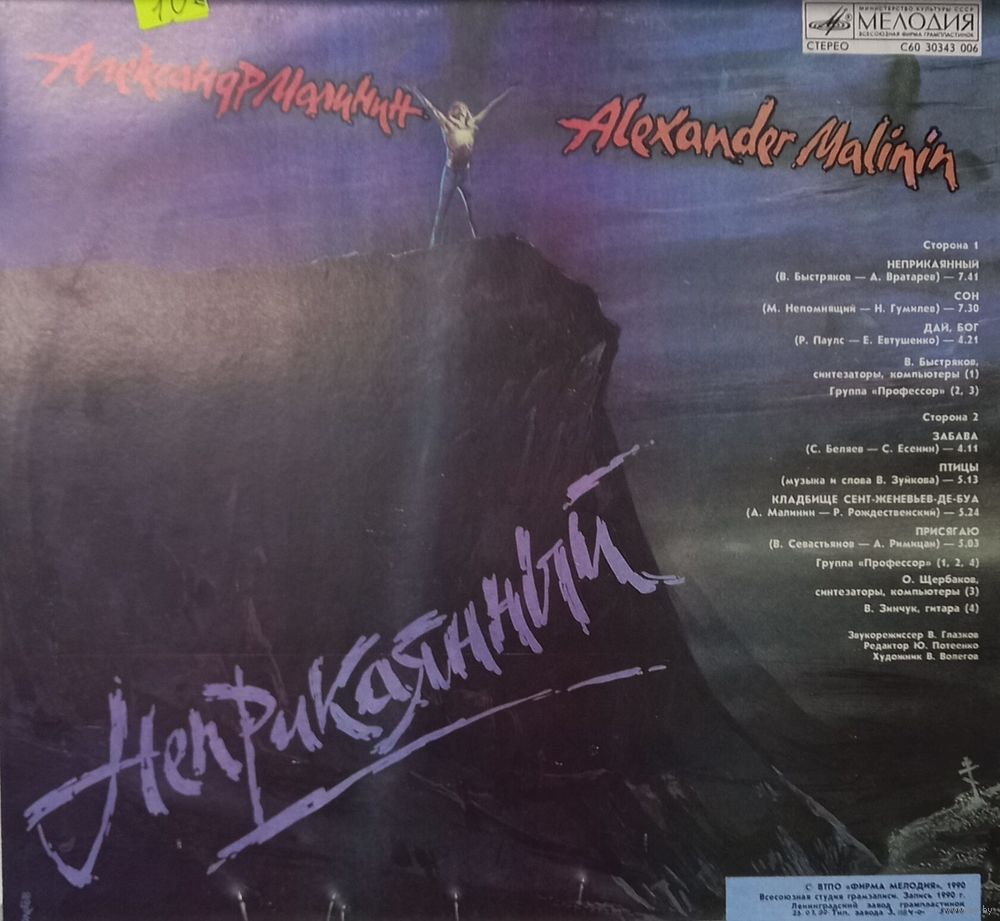 10
МИНИСТЕРСТВО КУЛЬТУРЫ СССР
МЕЛОДИЯ
ВСЕСОЮЗНАЯ ФИРМА ГРАМПЛАСТИНОК
СТЕРЕО С60 30343 006
Александр Малинин
Alexander Malinin
Сторона 1
НЕПРИКАЯННЫЙ
(В. Быстряков — А. Вратарев) — 7.41
СОН
(М. Непомнящий — Н. Гумилев) — 7.30
ДАЙ, БОГ
(Р. Паулс — Е. Евтушенко) — 4.21
В. Быстряков,
синтезаторы, компьютеры (1)
Группа «Профессор» (2, 3)
Сторона 2
ЗАБАВА
(С. Беляев — С. Есенин) — 4.11
ПТИЦЫ
(музыка и слова В. Зуйкова) — 5.13
КЛАДБИЩЕ СЕНТ-ЖЕНЕВЬЕВ-ДЕ-БУА
(А. Малинин — Р. Рождественский) — 5.24
ПРИСЯГАЮ
(В. Севастьянов — А. Римицан) — 5.03
Группа «Профессор» (1, 2, 4)
О. Щербаков,
синтезаторы, компьютеры (3)
В. Зинчук, гитара (4)
Звукорежиссер В. Глазков
Редактор Ю. Потеенко
Художник В. Волегов
Неприкаянный
© ВТПО «ФИРМА МЕЛОДИЯ», 1990
Всесоюзная студия грамзаписи. Запись 1990 г.
Ленинградский завод грампластинок
Тип. завода З.